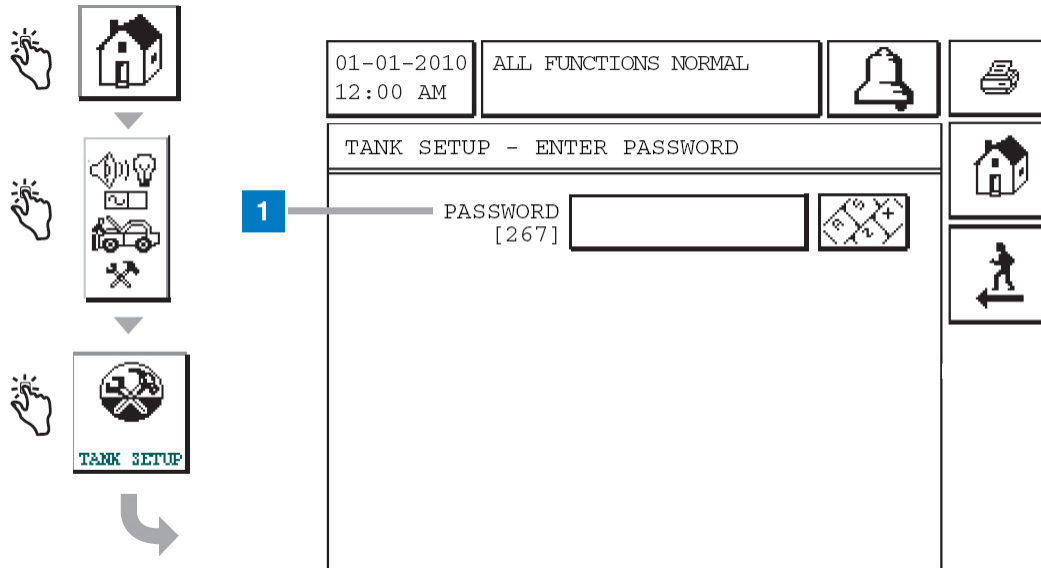 01-01-2010
12:00 AM
ALL FUNCTIONS NORMAL
TANK SETUP - ENTER PASSWORD
1
PASSWORD
[267]
TANK SETUP